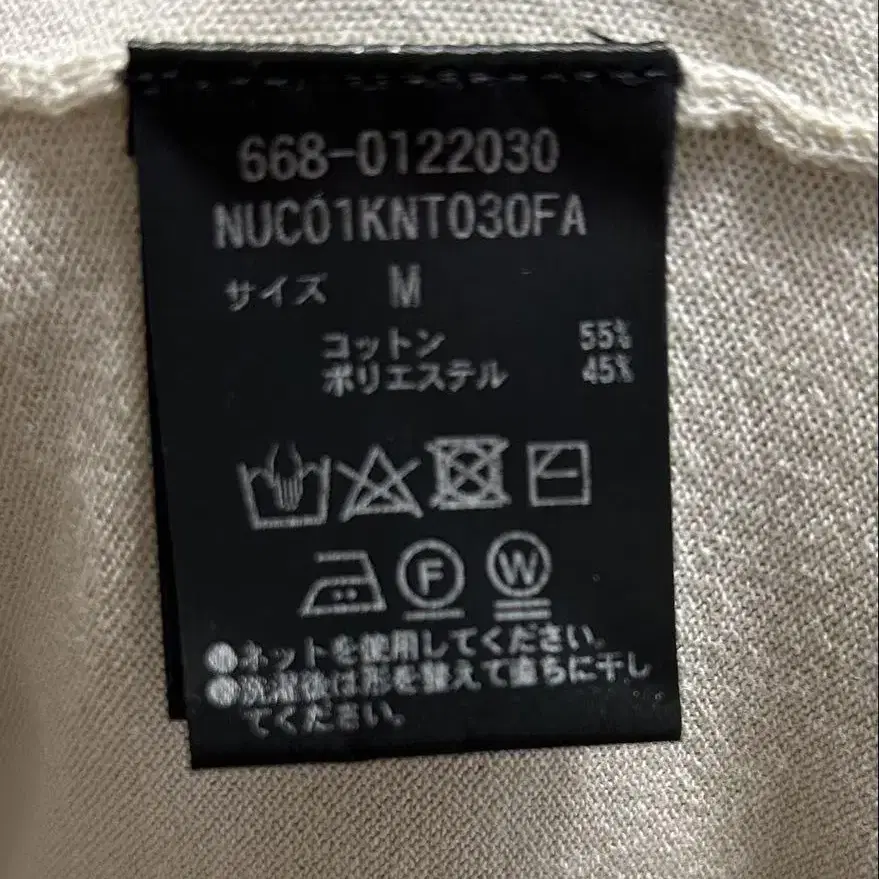 668-0122030
NUC01KNT030FA
サイズ M
コットン 55%
ポリエステル 45%
F W
●ネットを使用してください。
●洗濯後は形を整えて直ちに干し
てください。